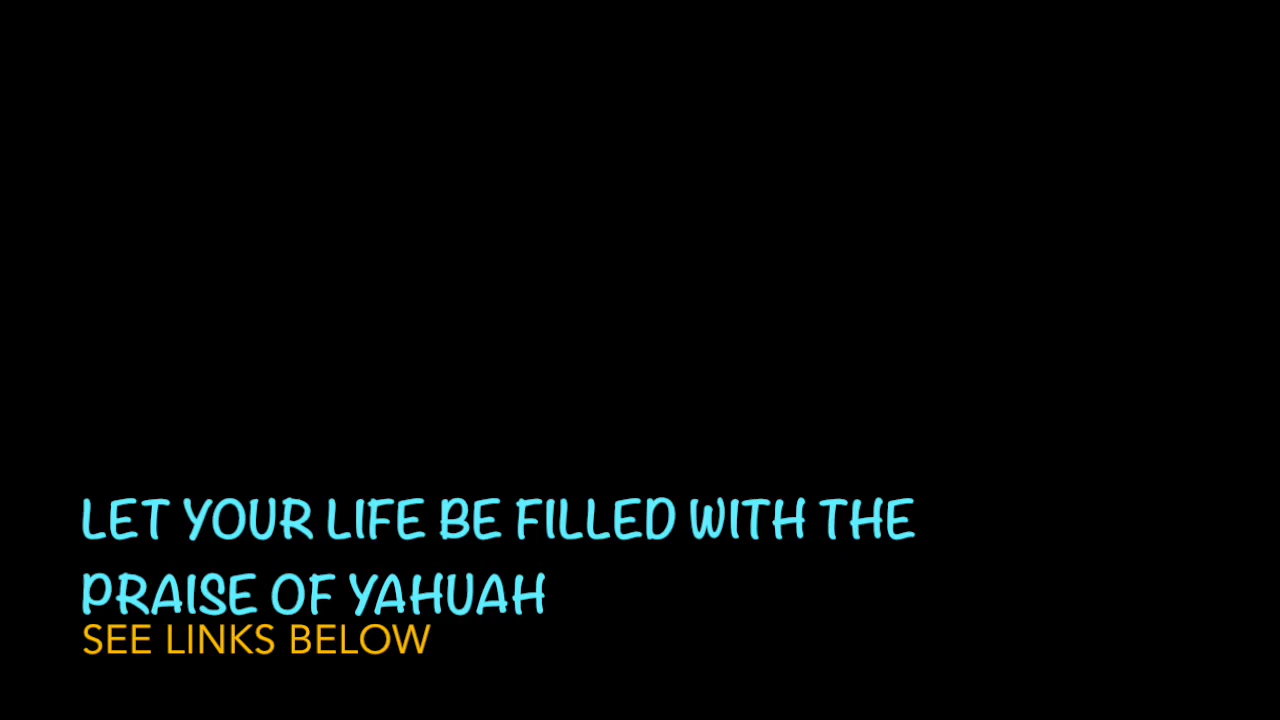 LET YOUR LIFE BE FILLED WITH THE
PRAISE OF YAHUAH
SEE LINKS BELOW